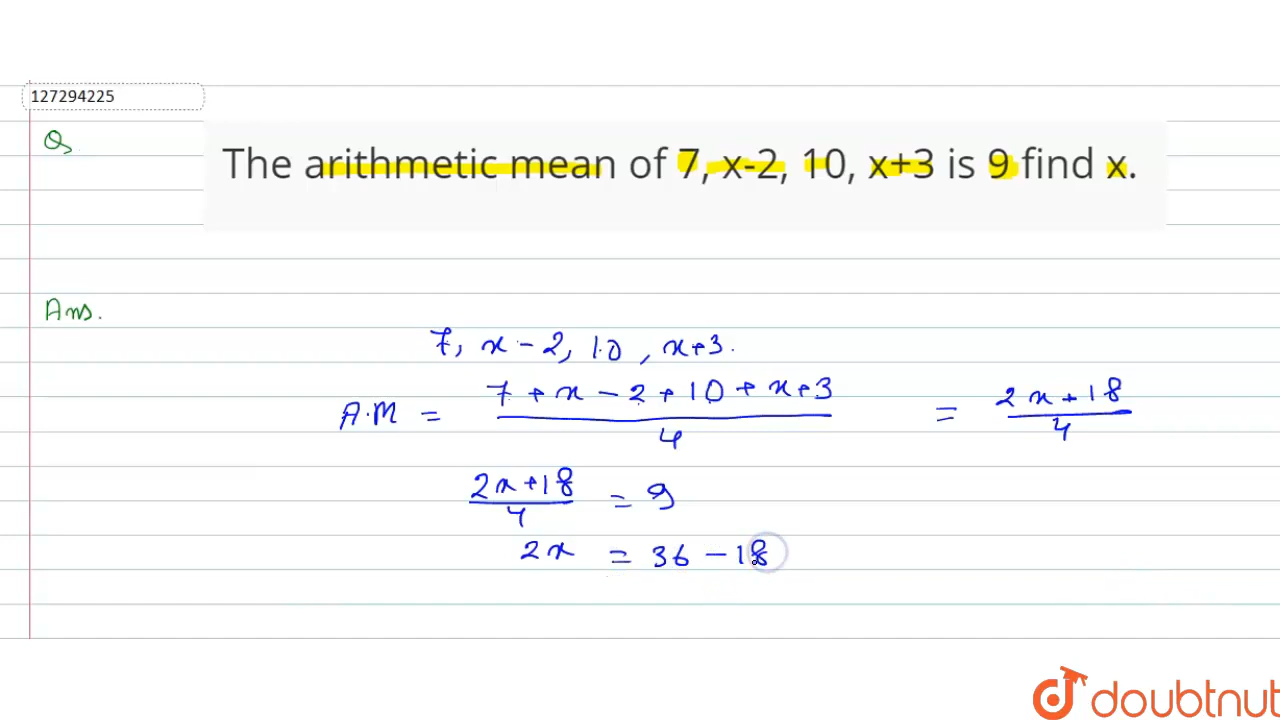 127294225
Q
The arithmetic mean of 7, x-2, 10, x+3 is 9 find x.
Ans.
7, x - 2, 10, x+3.
A.M = 7 + x - 2 + 10 + x+3 / 4 = 2x+18 / 4
2x+18 / 4 = 9
2x = 36 - 18
doubtnut